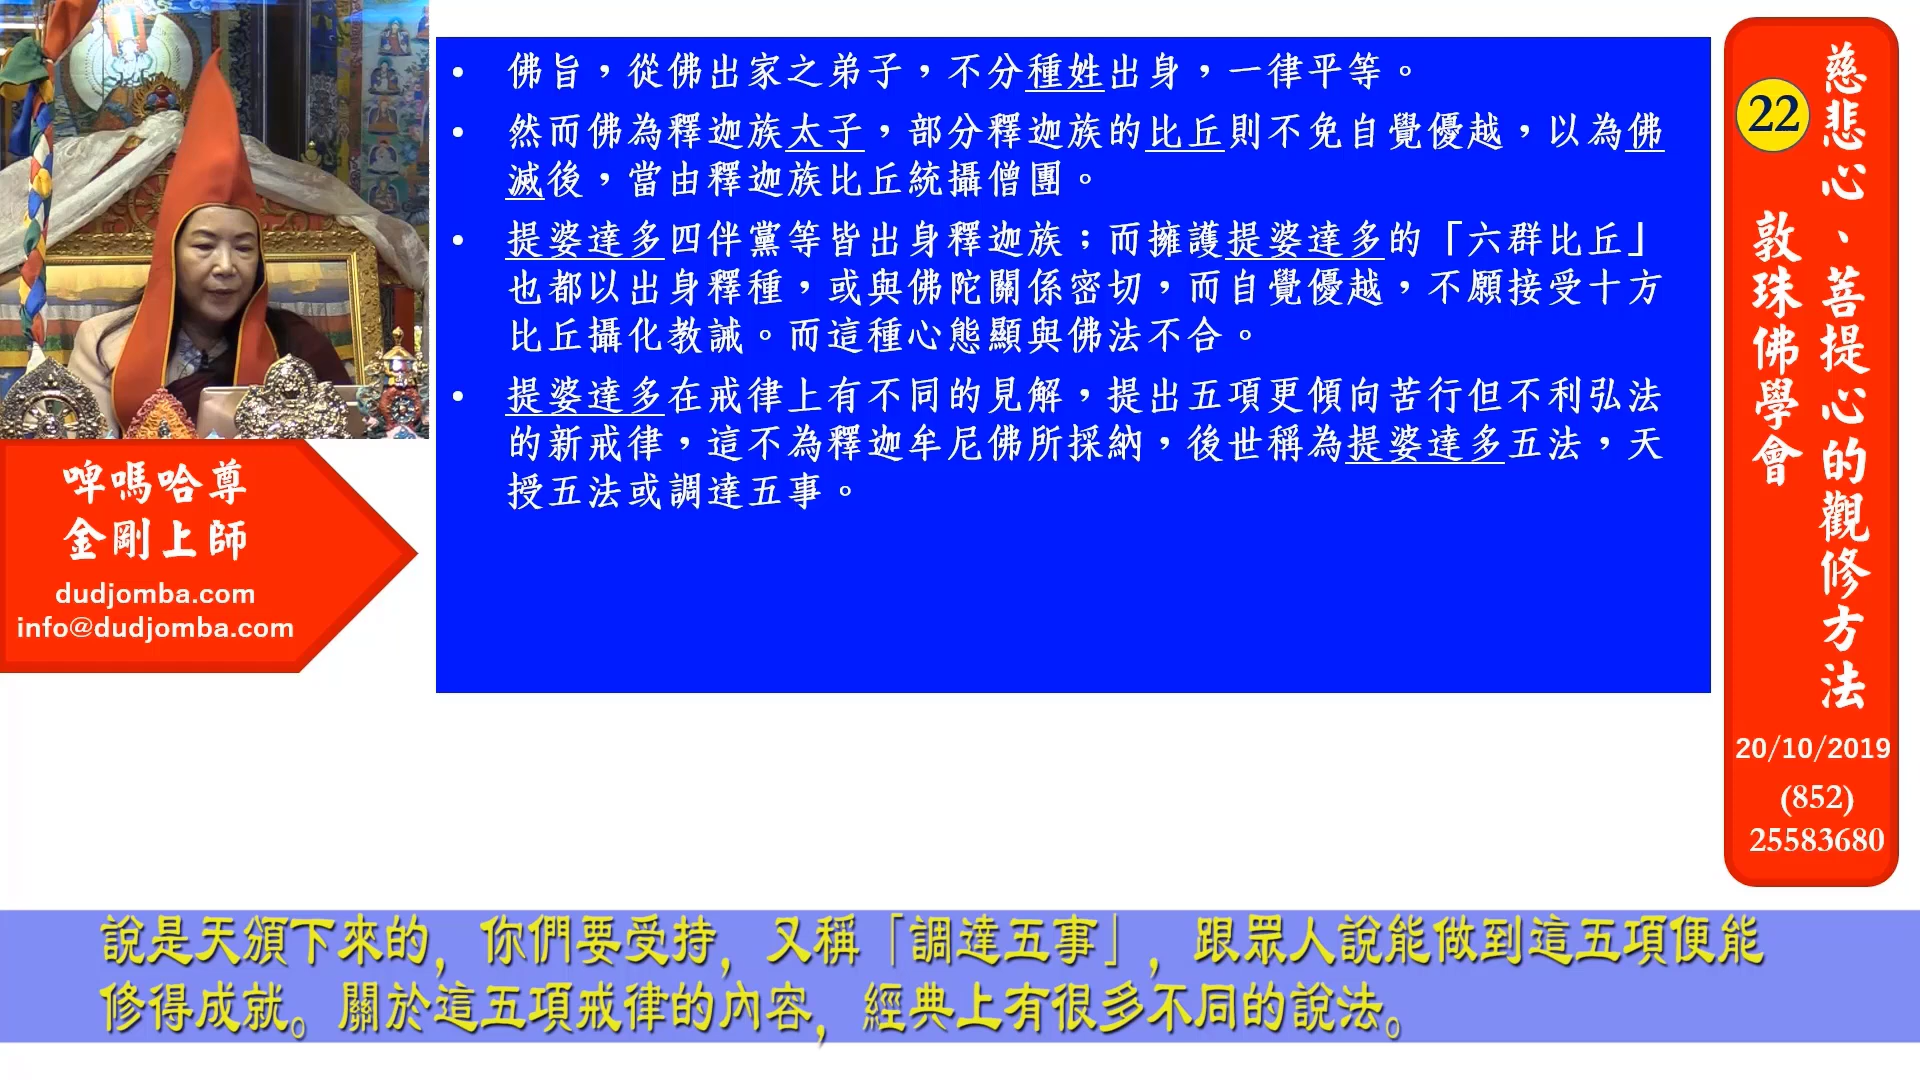 • 佛旨，從佛出家之弟子，不分種姓出身，一律平等。
• 然而佛為釋迦族太子，部分釋迦族的比丘則不免自覺優越，以為佛
滅後，當由釋迦族比丘統攝僧團。
• 提婆達多四伴黨等皆出身釋迦族；而擁護提婆達多的「六群比丘」
也都以出身釋種，或與佛陀關係密切，而自覺優越，不願接受十方
比丘攝化教誡。而這種心態顯與佛法不合。
• 提婆達多在戒律上有不同的見解，提出五項更傾向苦行但不利弘法
的新戒律，這不為釋迦牟尼佛所採納，後世稱為提婆達多五法，天
授五法或調達五事。
啤嗎哈尊
金剛上師
dudjomba.com
info@dudjomba.com
慈悲心、菩提心的觀修方法
22
敦珠佛學會
20/10/2019
(852)
25583680
說是天頒下來的，你們要受持，又稱「調達五事」，跟眾人說能做到這五項便能
修得成就。關於這五項戒律的內容，經典上有很多不同的說法。